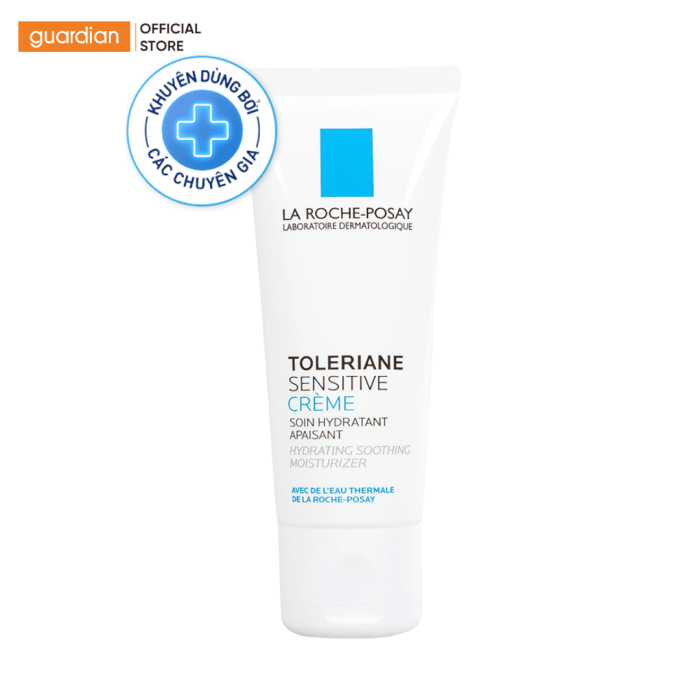 guardian
OFFICIAL
STORE
KHUYÊN DÙNG BỞI
CÁC CHUYÊN GIA
LA ROCHE-POSAY
LABORATOIRE DERMATOLOGIQUE
TOLERIANE
SENSITIVE
CRÈME
SOIN HYDRATANT
APAISANT
HYDRATING SOOTHING
MOISTURIZER
AVEC DE L'EAU THERMALE
DE LA ROCHE-POSAY